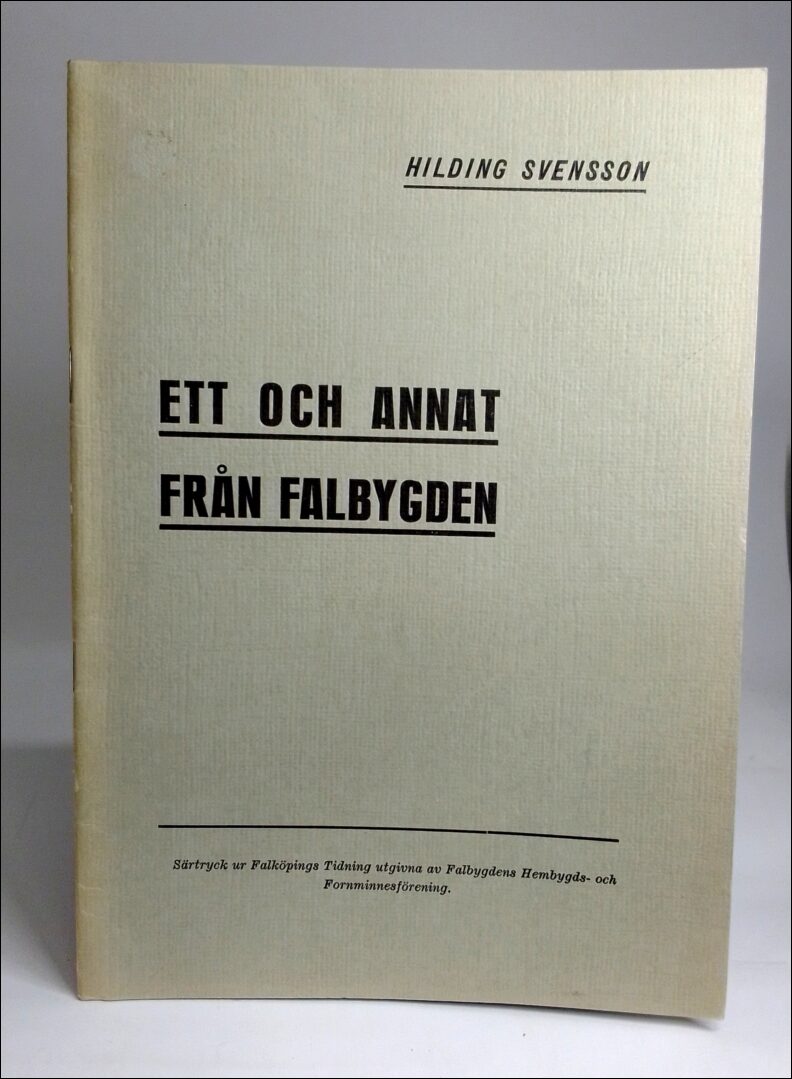 HILDING SVENSSON
ETT OCH ANNAT
FRÅN FALBYGDEN
Särtryck ur Falköpings Tidning utgivna av Falbygdens Hembygds- och
Fornminnesförening.